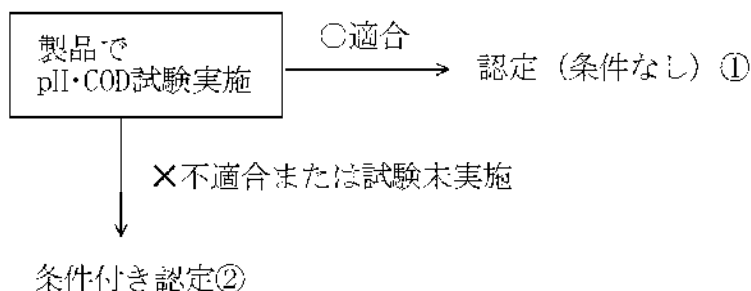 製品で
pH・COD試験実施
○適合
認定（条件なし）①
×不適合または試験未実施
条件付き認定②